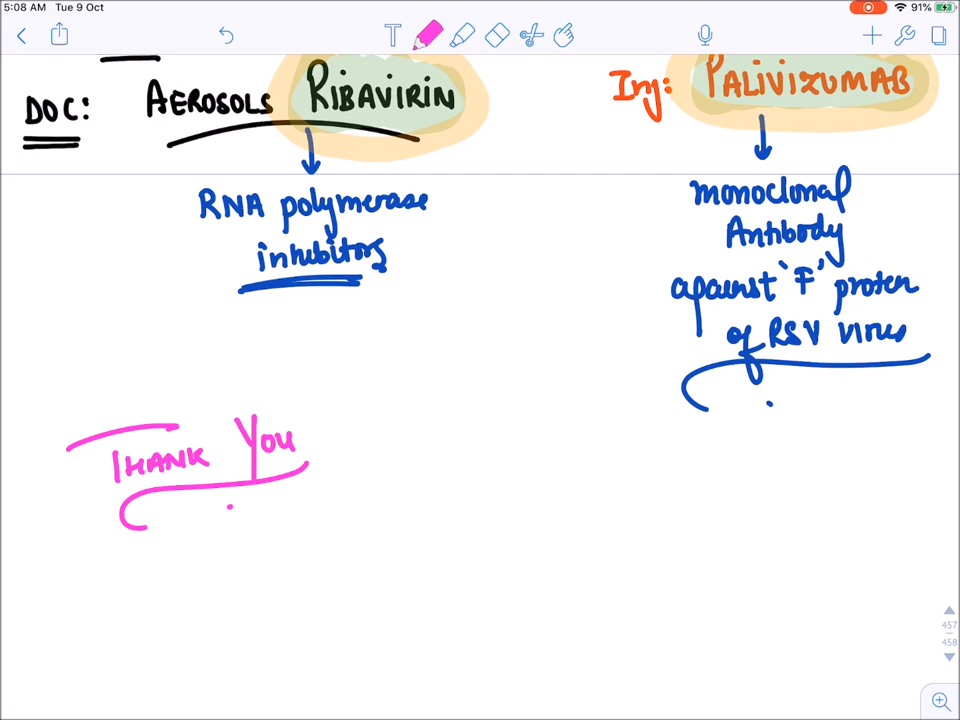 5:08 AM Tue 9 Oct
91%
T
DOC: AEROSOLS RIBAVIRIN
Inj: PALIVIZUMAB
RNA polymerase
inhibitors
monoclonal
Antibody
against 'F' protein
of RSV virus
THANK YOU
457
458